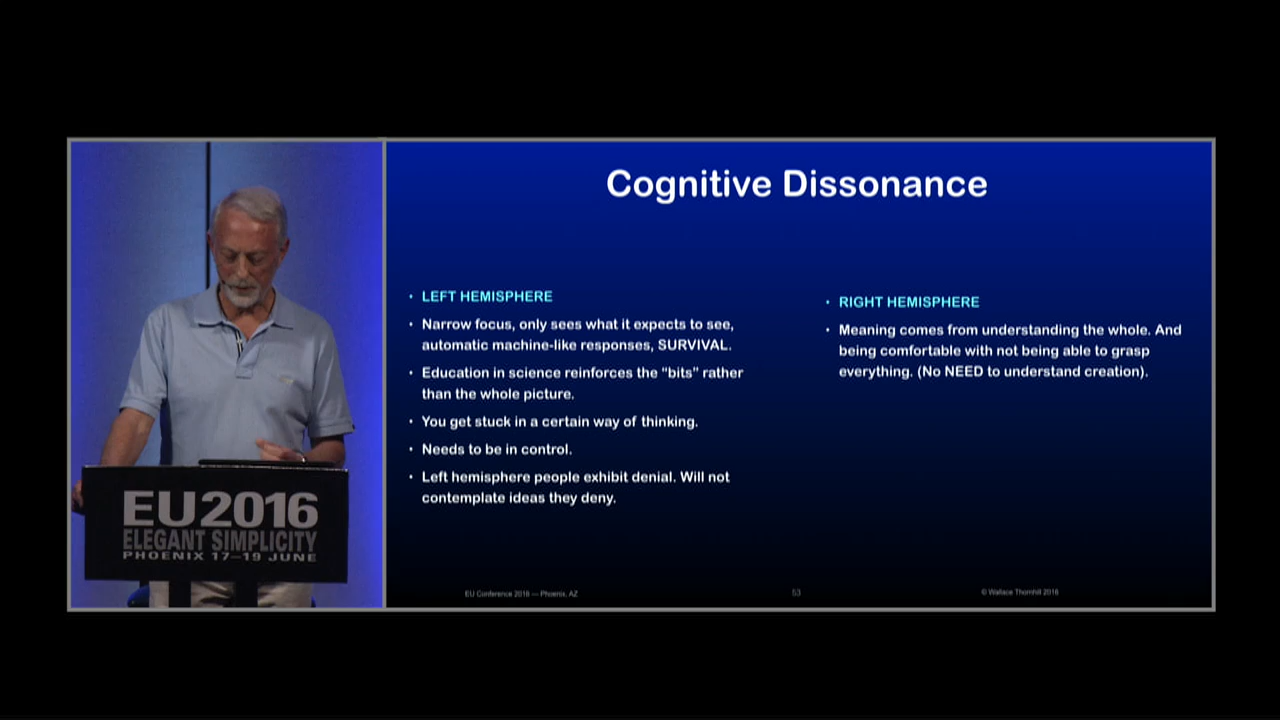 Cognitive Dissonance
• LEFT HEMISPHERE
• Narrow focus, only sees what it expects to see,
automatic machine-like responses, SURVIVAL.
• Education in science reinforces the “bits” rather
than the whole picture.
• You get stuck in a certain way of thinking.
• Needs to be in control.
• Left hemisphere people exhibit denial. Will not
contemplate ideas they deny.
• RIGHT HEMISPHERE
• Meaning comes from understanding the whole. And
being comfortable with not being able to grasp
everything. (No NEED to understand creation).
EU Conference 2016 — Phoenix, AZ
53
© Wallace Thornhill 2016
EU2016
ELEGANT SIMPLICITY
PHOENIX 17–19 JUNE